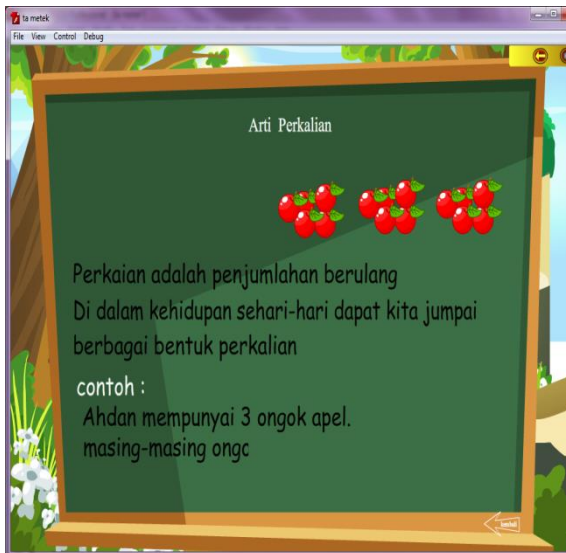 ta metek
File View Control Debug
Arti Perkalian
Perkaian adalah penjumlahan berulang
Di dalam kehidupan sehari-hari dapat kita jumpai
berbagai bentuk perkalian
contoh :
Ahdan mempunyai 3 ongok apel.
masing-masing ongc